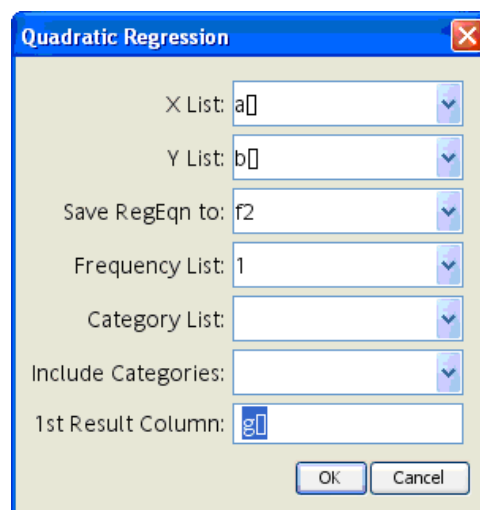 Quadratic Regression
X List: a[]
Y List: b[]
Save RegEqn to: f2
Frequency List: 1
Category List:
Include Categories:
1st Result Column: g[]
OK Cancel